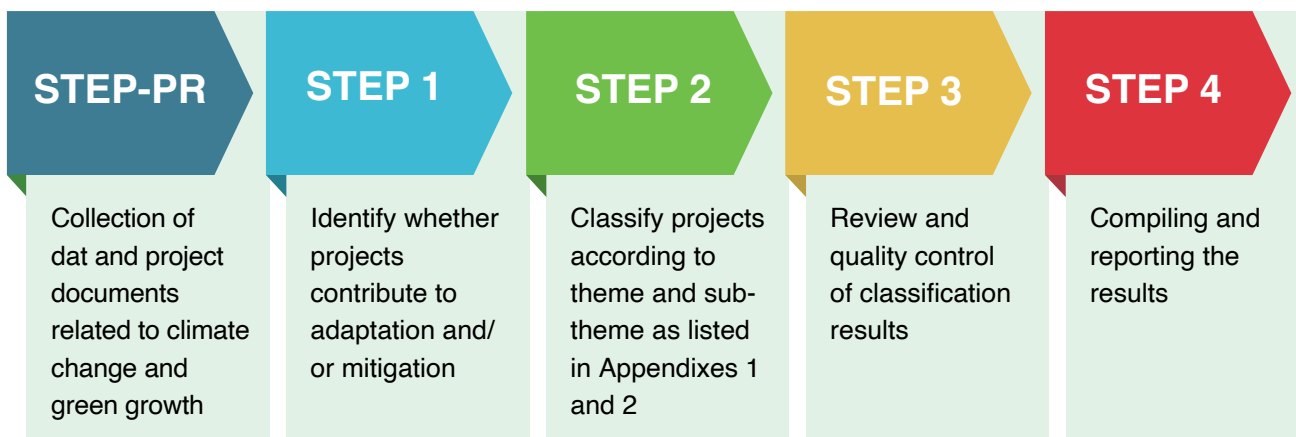 STEP-PR
Collection of
dat and project
documents
related to climate
change and
green growth
STEP 1
Identify whether
projects
contribute to
adaptation and/
or mitigation
STEP 2
Classify projects
according to
theme and sub-
theme as listed
in Appendixes 1
and 2
STEP 3
Review and
quality control
of classification
results
STEP 4
Compiling and
reporting the
results